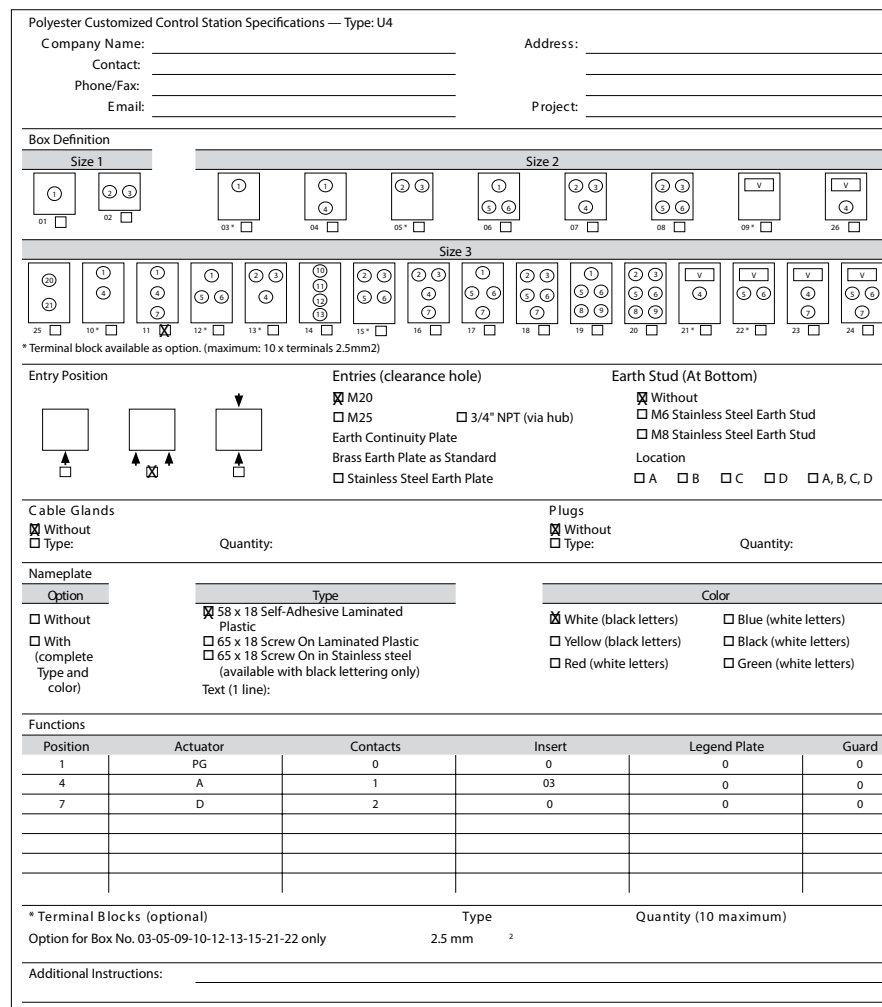 Polyester Customized Control Station Specifications — Type: U4
Company Name:
Address:
Contact:
Phone/Fax:
Email:
Project:
Box Definition
Size 1
Size 2
1
2 3
1
1
4
2 3
1
5 6
2 3
4
2 3
5 6
V
V
4
01
02
03 *
04
05 *
06
07
08
09 *
26
Size 3
20
21
1
4
1
4
7
1
5 6
2 3
4
10
11
12
13
2 3
5 6
2 3
4
7
1
5 6
7
2 3
5 6
7
1
5 6
8 9
2 3
5 6
8 9
V
4
V
5 6
V
4
7
V
5 6
7
25
10 *
11
12 *
13 *
14
15 *
16
17
18
19
20
21 *
22 *
23
24
* Terminal block available as option. (maximum: 10 x terminals 2.5mm2)
Entry Position
Entries (clearance hole)
M20
M25
3/4" NPT (via hub)
Earth Continuity Plate
Brass Earth Plate as Standard
Stainless Steel Earth Plate
Earth Stud (At Bottom)
Without
M6 Stainless Steel Earth Stud
M8 Stainless Steel Earth Stud
Location
A B C D A, B, C, D
Cable Glands
Without
Type: Quantity:
Plugs
Without
Type: Quantity:
Nameplate
Option
Without
With
(complete
Type and
color)
Type
58 x 18 Self-Adhesive Laminated
Plastic
65 x 18 Screw On Laminated Plastic
65 x 18 Screw On in Stainless steel
(available with black lettering only)
Text (1 line):
Color
White (black letters) Blue (white letters)
Yellow (black letters) Black (white letters)
Red (white letters) Green (white letters)
Functions
Position Actuator Contacts Insert Legend Plate Guard
1 PG 0 0 0 0
4 A 1 03 0 0
7 D 2 0 0 0
* Terminal Blocks (optional) Type Quantity (10 maximum)
Option for Box No. 03-05-09-10-12-13-15-21-22 only 2.5 mm 2
Additional Instructions: